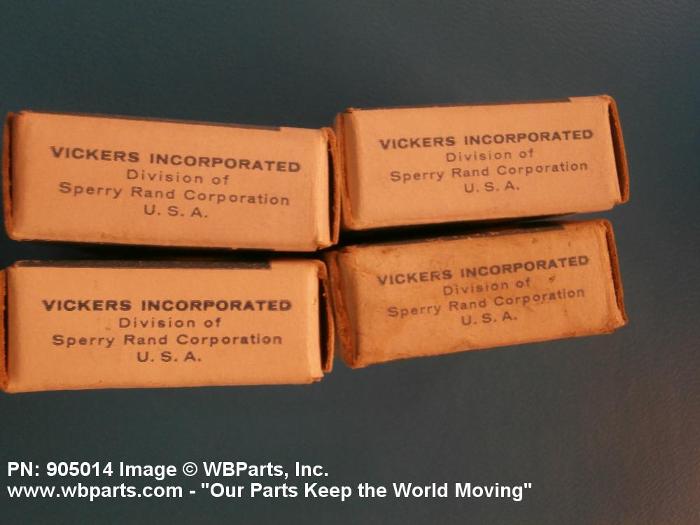 VICKERS INCORPORATED
Division of
Sperry Rand Corporation
U. S. A.
VICKERS INCORPORATED
Division of
Sperry Rand Corporation
U. S. A.
VICKERS INCORPORATED
Division of
Sperry Rand Corporation
U. S. A.
VICKERS INCORPORATED
Division of
Sperry Rand Corporation
U. S. A.
PN: 905014 Image © WBParts, Inc.
www.wbparts.com - "Our Parts Keep the World Moving"